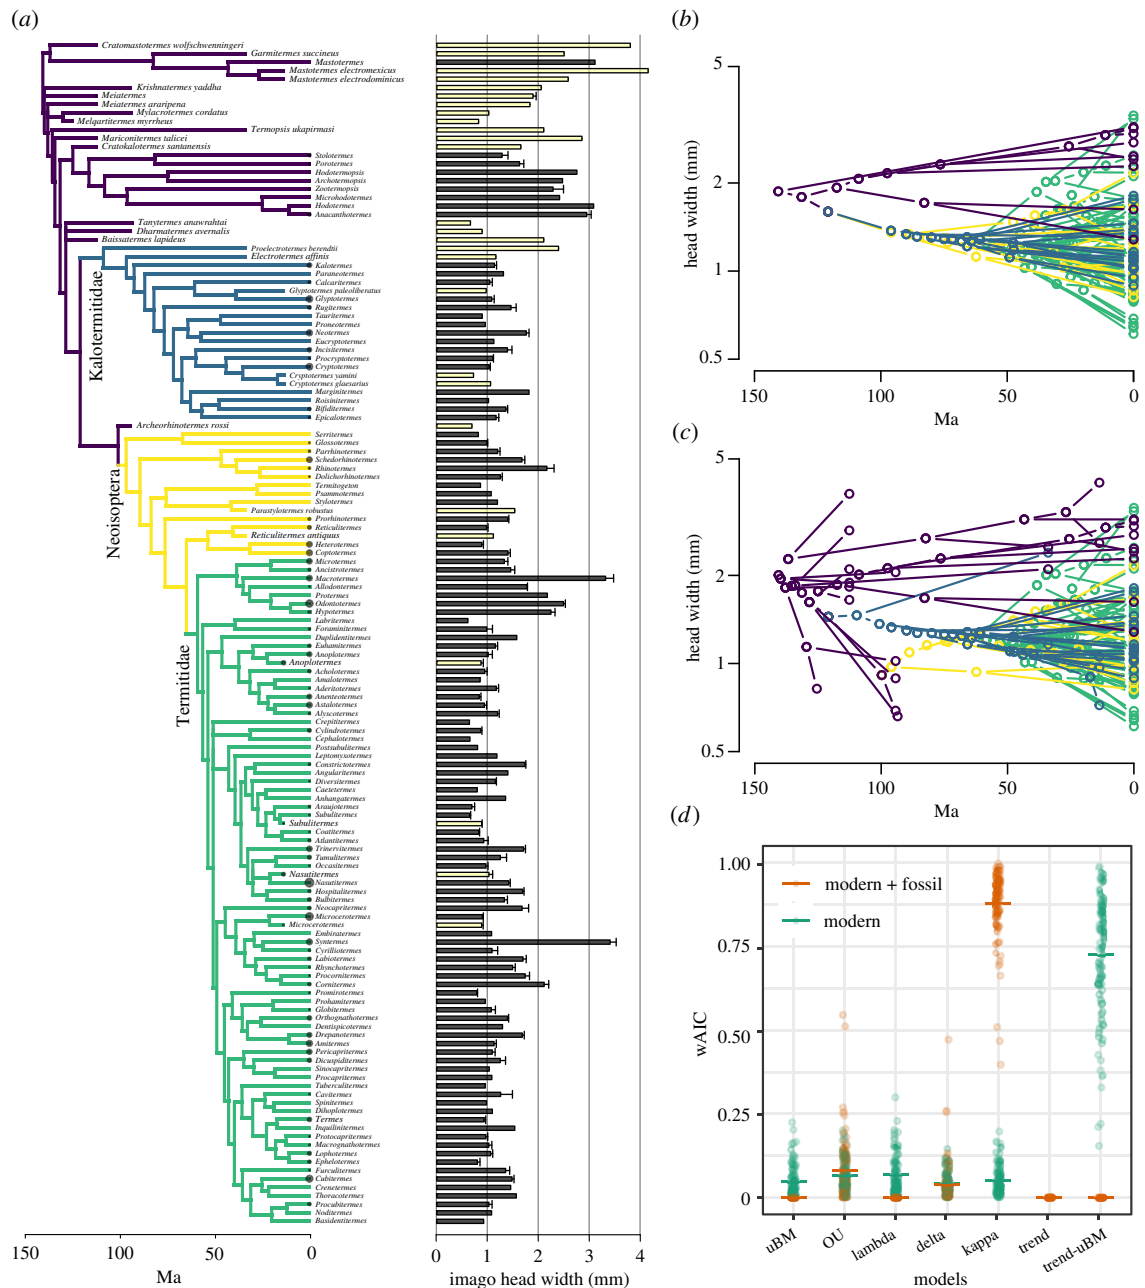 (a)
Cratomastotermes wolfschwenningeri
Garmitermes succineus
Mastotermes
Mastotermes electromexicus
Mastotermes electrodominicus
Krishnatermes yaddha
Meiatermes
Meiatermes araripena
Mylacrotermes cordatus
Melqartitermes myrrheus
Termopsis ukapirmasi
Mariconitermes talicei
Cratokalotermes santanensis
Stolotermes
Porotermes
Hodotermopsis
Archotermopsis
Zootermopsis
Microhodotermes
Hodotermes
Anacanthotermes
Tanytermes anawrahtai
Dharmatermes avernalis
Baissatermes lapideus
Proelectrotermes berendtii
Electrotermes affinis
Kalotermes
Paraneotermes
Calcaritermes
Glyptotermes paleoliberatus
Glyptotermes
Rugitermes
Tauritermes
Proneotermes
Neotermes
Eucryptotermes
Incisitermes
Procryptotermes
Cryptotermes
Cryptotermes yamini
Cryptotermes glaesarius
Marginitermes
Roisinitermes
Bifiditermes
Epicalotermes
Archeorhinotermes rossi
Serritermes
Glossotermes
Parrhinotermes
Schedorhinotermes
Rhinotermes
Dolichorhinotermes
Termitogeton
Psammotermes
Stylotermes
Parastylotermes robustus
Prorhinotermes
Reticulitermes
Reticulitermes antiquus
Heterotermes
Coptotermes
Microtermes
Ancistrotermes
Macrotermes
Allodontermes
Protermes
Odontotermes
Hypotermes
Labritermes
Foraminitermes
Duplidentitermes
Euhamitermes
Anoplotermes
Anoplotermes
Acholotermes
Amalotermes
Aderitotermes
Anenteotermes
Astalotermes
Alyscotermes
Crepititermes
Cylindrotermes
Cephalotermes
Postsubulitermes
Leptomyxotermes
Constrictotermes
Angularitermes
Diversitermes
Caetetermes
Anhangatermes
Araujotermes
Subulitermes
Subulitermes
Coatitermes
Atlantitermes
Trinervitermes
Tumulitermes
Occasitermes
Nasutitermes
Nasutitermes
Hospitalitermes
Bulbitermes
Neocapritermes
Microcerotermes
Microcerotermes
Embiratermes
Syntermes
Cyrilliotermes
Labiotermes
Rhynchotermes
Procornitermes
Cornitermes
Promirotermes
Prohamitermes
Globitermes
Orthognathotermes
Dentispicotermes
Drepanotermes
Amitermes
Pericapritermes
Dicuspiditermes
Sinocapritermes
Procapritermes
Tuberculitermes
Cavitermes
Spinitermes
Dihoplotermes
Termes
Inquilinitermes
Protocapritermes
Macrognathotermes
Lophotermes
Ephelotermes
Furculitermes
Cubitermes
Crenetermes
Thoracotermes
Procubitermes
Noditermes
Basidentitermes
Kalotermitidae
Neoisoptera
Termitidae
150 100 50 0
Ma
0 1 2 3 4
imago head width (mm)
(b)
head width (mm)
5
2
1
0.5
150 100 50 0
Ma
(c)
head width (mm)
5
2
1
0.5
150 100 50 0
Ma
(d)
wAIC
1.00
0.75
0.50
0.25
0
modern + fossil
modern
uBM OU lambda delta kappa trend trend-uBM
models